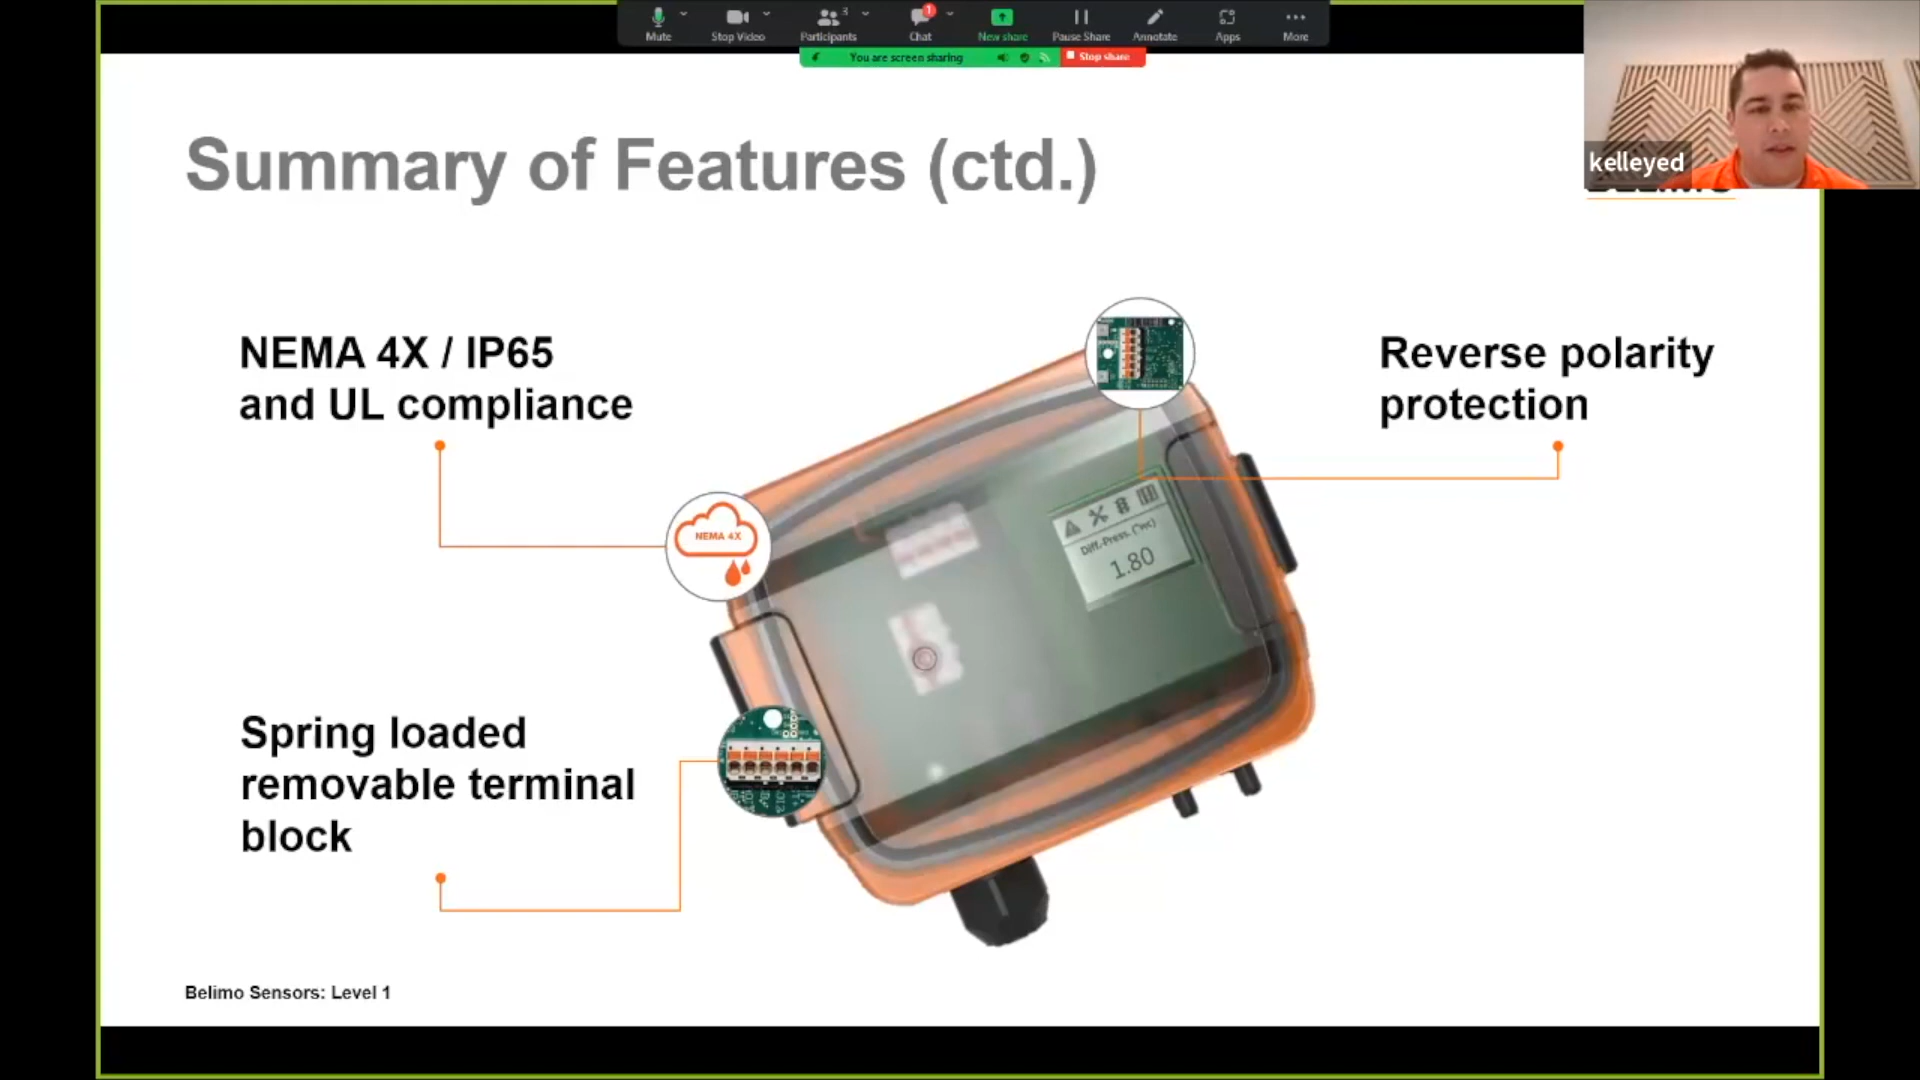 Mute
Stop Video
Participants
3
Chat
1
New share
Pause Share
Annotate
Apps
More
You are screen sharing
Stop share
kelleyed
Summary of Features (ctd.)
NEMA 4X / IP65
and UL compliance
Reverse polarity
protection
NEMA 4X
Diff.-Press. ("wc)
1.80
Spring loaded
removable terminal
block
Belimo Sensors: Level 1